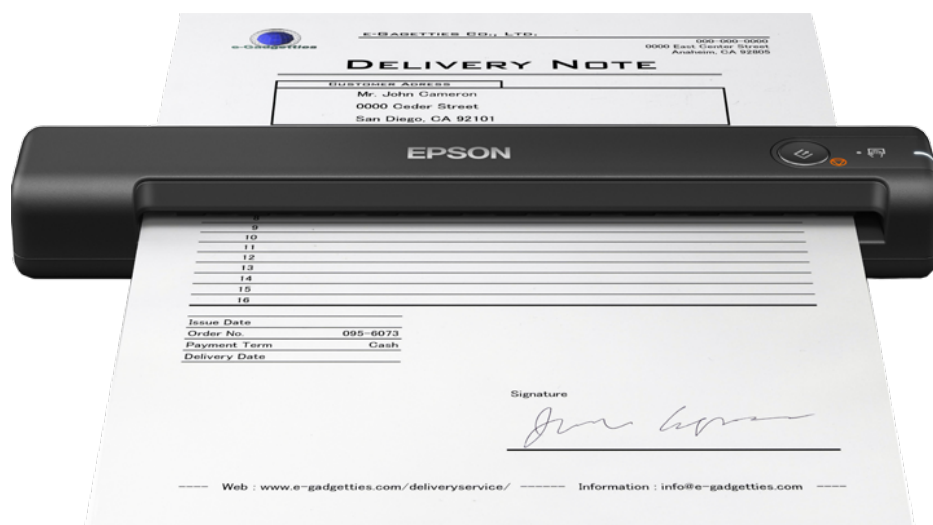 e-Gadgetties
E-GAGETTIES CO., LTD.
000-000-0000
0000 East Center Street
Anaheim, CA 92805
DELIVERY NOTE
CUSTOMER ADRESS
Mr. John Cameron
0000 Ceder Street
San Diego, CA 92101
EPSON
8
9
10
11
12
13
14
15
16
Issue Date
Order No. 095-6073
Payment Term Cash
Delivery Date
Signature
---- Web : www.e-gadgetties.com/deliveryservice/ ------ Information : info@e-gadgetties.com ----